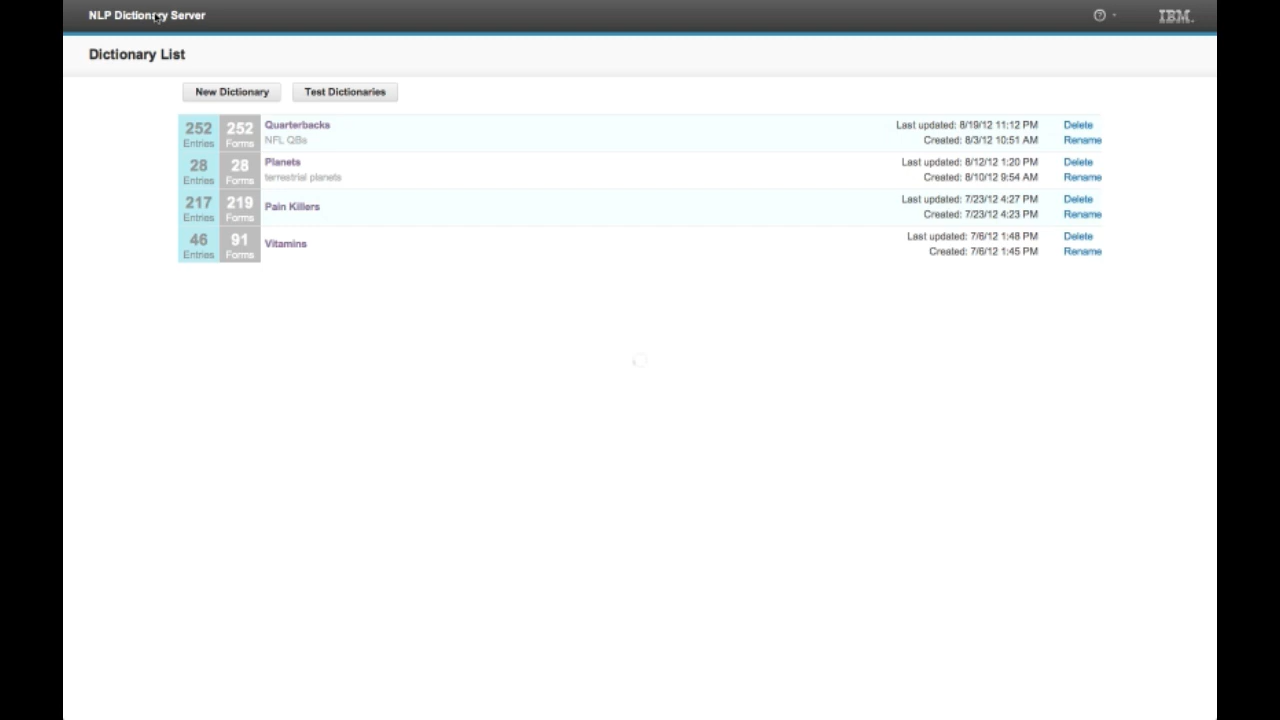 NLP Dictionary Server
IBM.
Dictionary List
New Dictionary Test Dictionaries
252 Entries 252 Forms Quarterbacks NFL QBs Last updated: 8/19/12 11:12 PM Created: 8/3/12 10:51 AM Delete Rename
28 Entries 28 Forms Planets terrestrial planets Last updated: 8/12/12 1:20 PM Created: 8/10/12 9:54 AM Delete Rename
217 Entries 219 Forms Pain Killers Last updated: 7/23/12 4:27 PM Created: 7/23/12 4:23 PM Delete Rename
46 Entries 91 Forms Vitamins Last updated: 7/6/12 1:48 PM Created: 7/6/12 1:45 PM Delete Rename